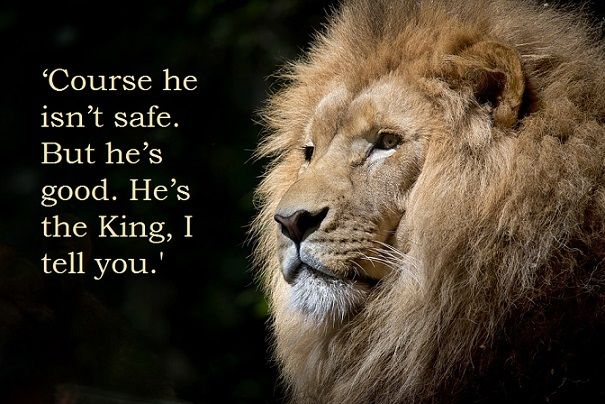 ‘Course he
isn’t safe.
But he’s
good. He’s
the King, I
tell you.'